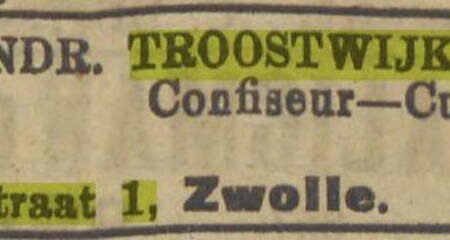 NDR. TROOSTWIJK
Confiseur—Cu
traat 1, Zwolle.